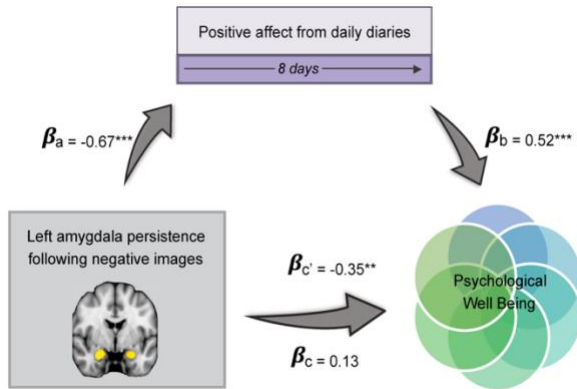 Positive affect from daily diaries
8 days
βa = -0.67***
βb = 0.52***
Left amygdala persistence
following negative images
βc' = -0.35**
βc = 0.13
Psychological
Well Being